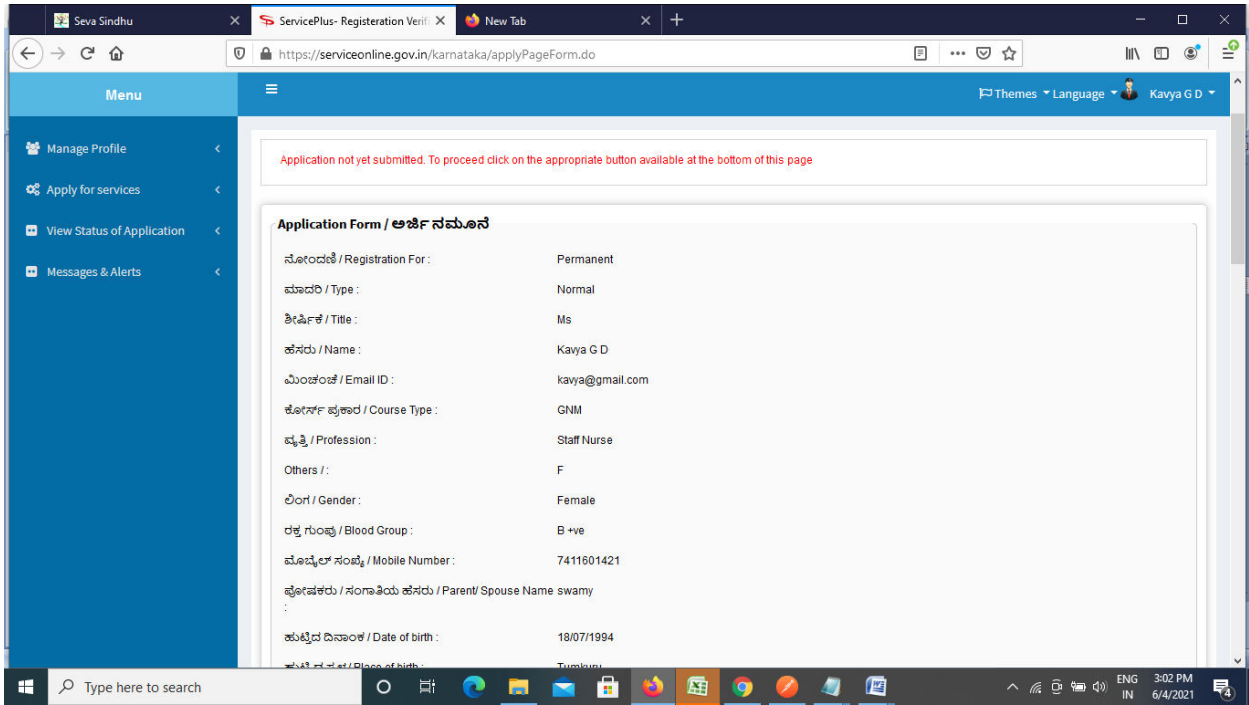 Seva Sindhu
ServicePlus- Registeration Verifi
New Tab
https://serviceonline.gov.in/karnataka/applyPageForm.do
Menu
Themes Language Kavya G D
Manage Profile
Apply for services
View Status of Application
Messages & Alerts
Application not yet submitted. To proceed click on the appropriate button available at the bottom of this page
Application Form / ಅರ್ಜಿ ನಮೂನೆ
ನೋಂದಣಿ / Registration For : Permanent
ಮಾದರಿ / Type : Normal
ಶೀರ್ಷಿಕೆ / Title : Ms
ಹೆಸರು / Name : Kavya G D
ಮಿಂಚಂಚೆ / Email ID : kavya@gmail.com
ಕೋರ್ಸ್ ಪ್ರಕಾರ / Course Type : GNM
ವೃತ್ತಿ / Profession : Staff Nurse
Others / : F
ಲಿಂಗ / Gender : Female
ರಕ್ತ ಗುಂಪು / Blood Group : B +ve
ಮೊಬೈಲ್ ಸಂಖ್ಯೆ / Mobile Number : 7411601421
ಪೋಷಕರು / ಸಂಗಾತಿಯ ಹೆಸರು / Parent/ Spouse Name swamy
:
ಹುಟ್ಟಿದ ದಿನಾಂಕ / Date of birth : 18/07/1994
ಹುಟ್ಟಿದ ಸ್ಥಳ / Place of birth : Tumkuru
Type here to search
ENG 3:02 PM
IN 6/4/2021